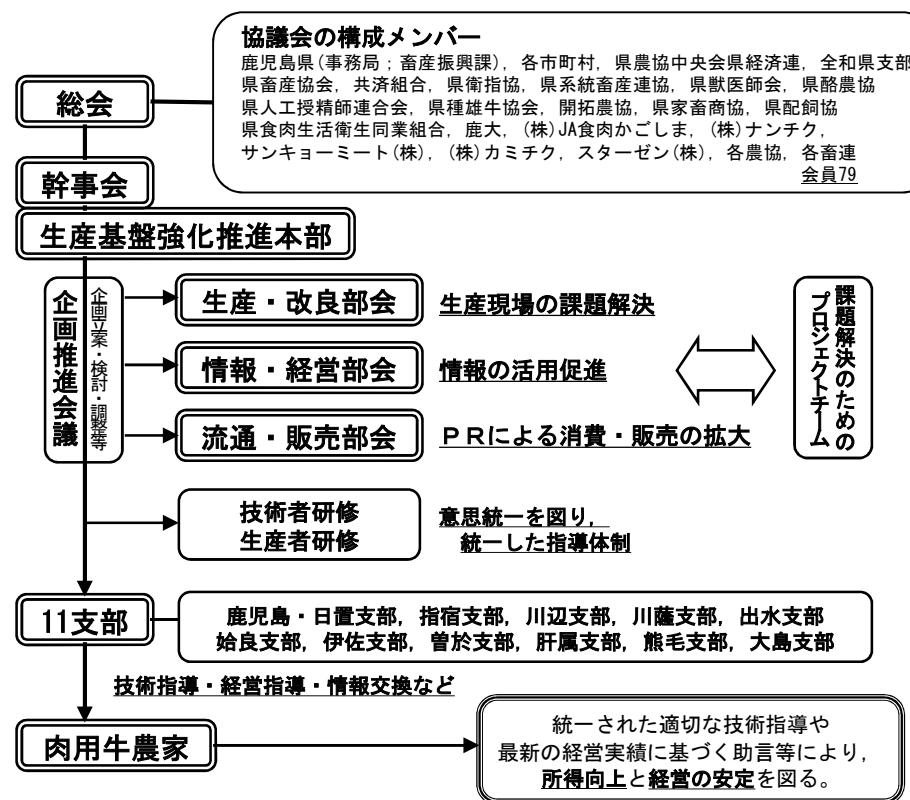 協議会の構成メンバー
鹿児島県(事務局；畜産振興課)，各市町村，県農協中央会県経済連，全和県支部
県畜産協会，共済組合，県衛指協，県系統畜産連協，県獣医師会，県酪農協
県人工授精師連合会，県種雄牛協会，開拓農協，県家畜商協，県配飼協
県食肉生活衛生同業組合，鹿大，(株)JA食肉かごしま，(株)ナンチク，
サンキョーミート(株)，(株)カミチク，スターゼン(株)，各農協，各畜連
会員79
総会
幹事会
生産基盤強化推進本部
企画推進会議
企画立案・検討・調整等
生産・改良部会
生産現場の課題解決
情報・経営部会
情報の活用促進
流通・販売部会
ＰＲによる消費・販売の拡大
課題解決のための
プロジェクトチーム
技術者研修
生産者研修
意思統一を図り，
統一した指導体制
11支部
鹿児島・日置支部，指宿支部，川辺支部，川薩支部，出水支部
姶良支部，伊佐支部，曽於支部，肝属支部，熊毛支部，大島支部
技術指導・経営指導・情報交換など
肉用牛農家
統一された適切な技術指導や
最新の経営実績に基づく助言等により，
所得向上と経営の安定を図る。